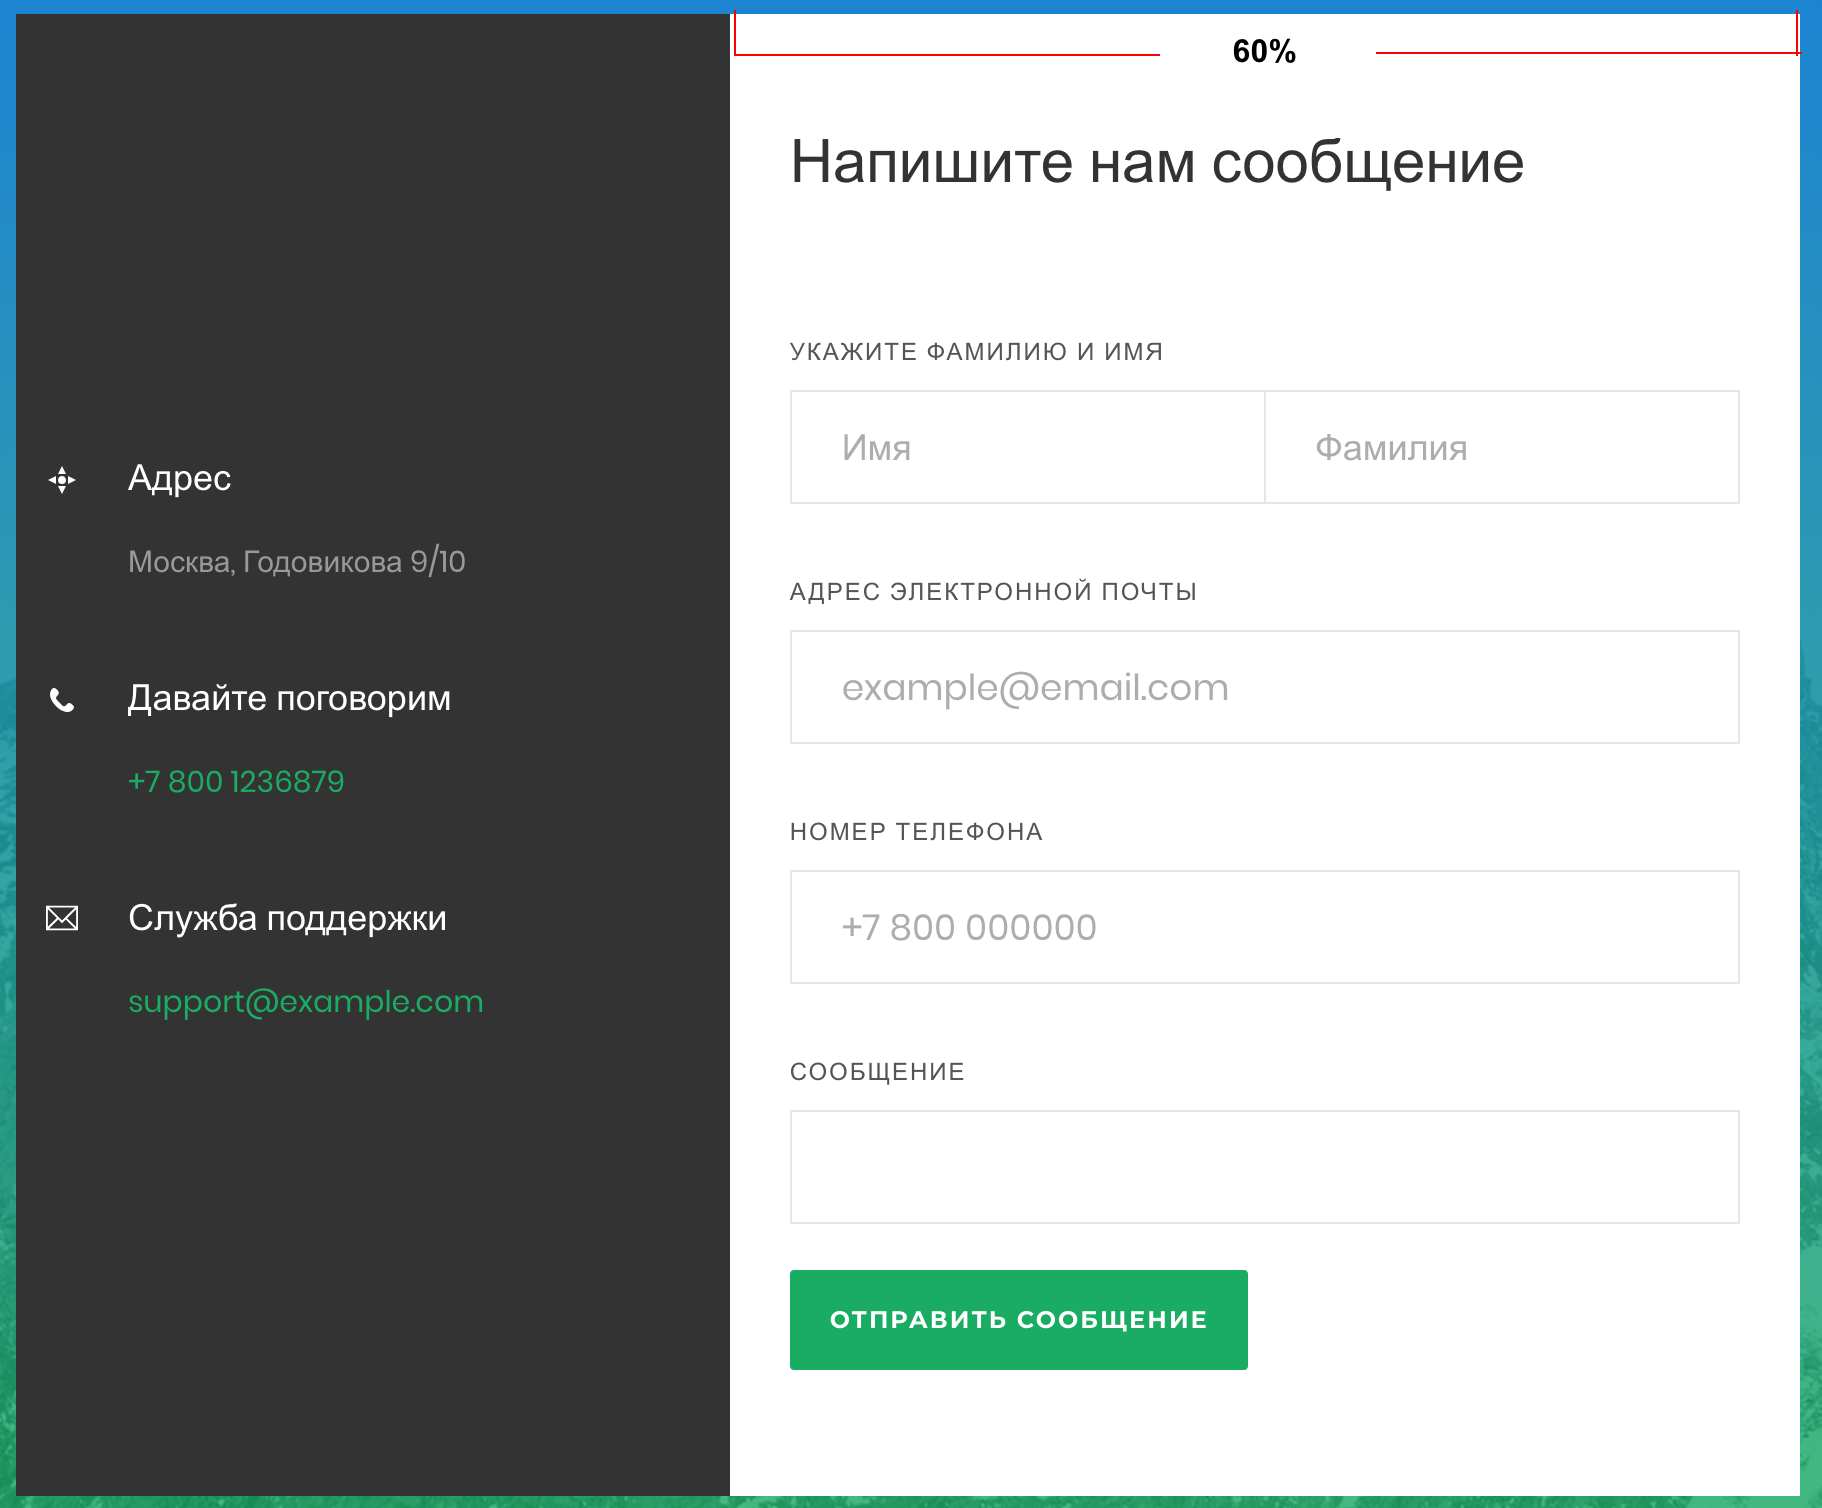 60%
Напишите нам сообщение
УКАЖИТЕ ФАМИЛИЮ И ИМЯ
Имя
Фамилия
АДРЕС ЭЛЕКТРОННОЙ ПОЧТЫ
example@email.com
НОМЕР ТЕЛЕФОНА
+7 800 000000
СООБЩЕНИЕ
ОТПРАВИТЬ СООБЩЕНИЕ
Адрес
Москва, Годовикова 9/10
Давайте поговорим
+7 800 1236879
Служба поддержки
support@example.com